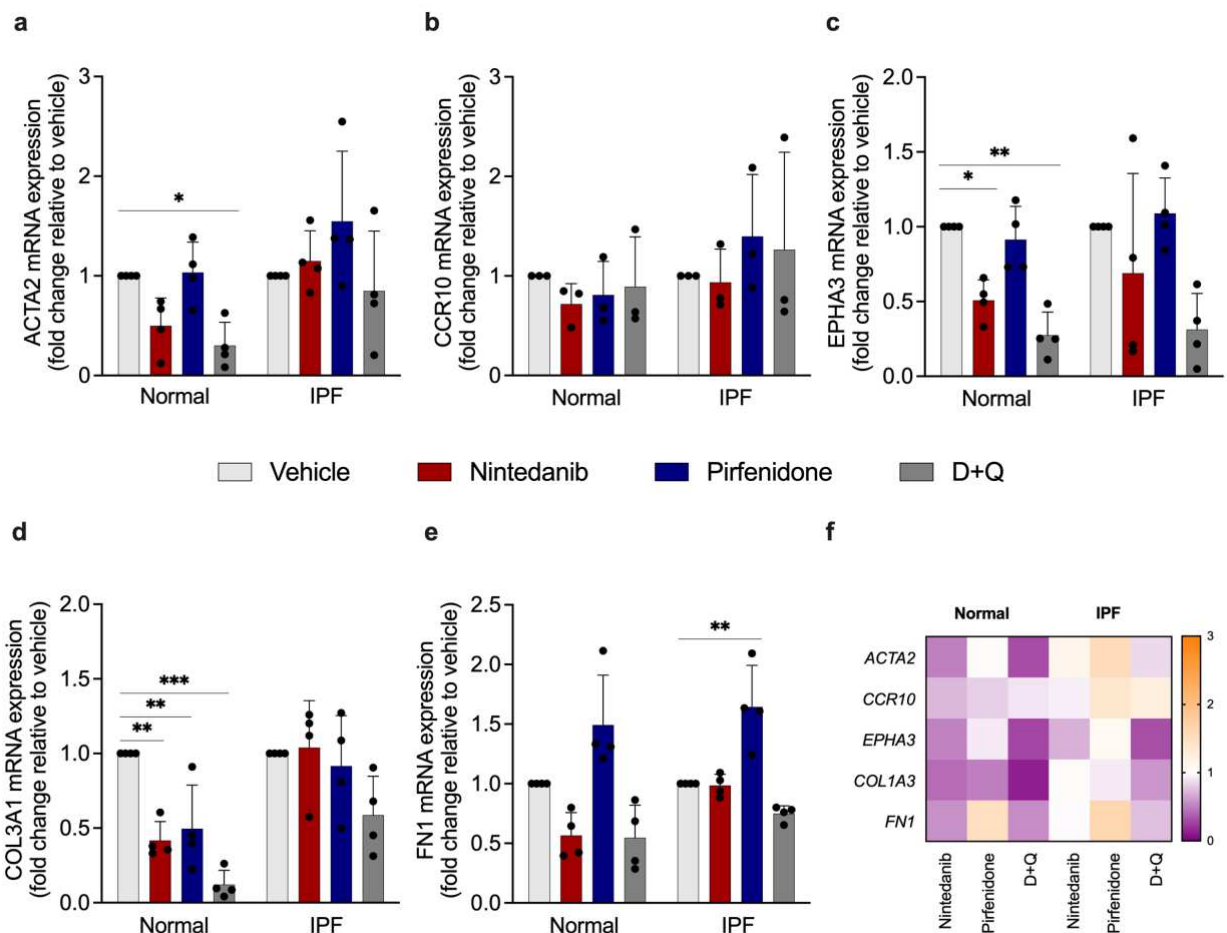 a
ACTA2 mRNA expression
(fold change relative to vehicle)
3
2
1
0
*
Normal
IPF
b
CCR10 mRNA expression
(fold change relative to vehicle)
3
2
1
0
Normal
IPF
c
EPHA3 mRNA expression
(fold change relative to vehicle)
2.0
1.5
1.0
0.5
0.0
**
*
Normal
IPF
Vehicle
Nintedanib
Pirfenidone
D+Q
d
COL3A1 mRNA expression
(fold change relative to vehicle)
2.0
1.5
1.0
0.5
0.0
***
**
**
Normal
IPF
e
FN1 mRNA expression
(fold change relative to vehicle)
2.5
2.0
1.5
1.0
0.5
0.0
**
Normal
IPF
f
Normal
IPF
ACTA2
CCR10
EPHA3
COL1A3
FN1
3
2
1
0
Nintedanib
Pirfenidone
D+Q
Nintedanib
Pirfenidone
D+Q